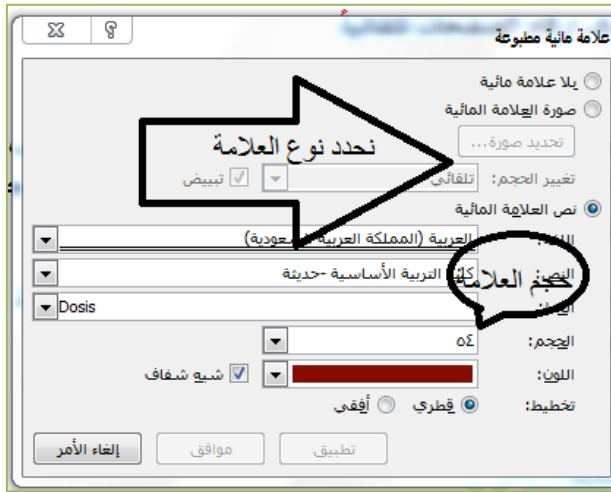 علامة مائية مطبوعة
بلا علامة مائية
صورة العلامة المائية
تحديد صورة...
نحدد نوع العلامة
تغيير الحجم: تلقائي تبييض
نص العلامة المائية
العربية (المملكة العربية السعودية)
النص: كلية التربية الأساسية -حديثة
حجم العلامة
Dosis
الحجم: ٥٤
اللون: شبه شفاف
تخطيط: قطري أفقي
تطبيق موافق إلغاء الأمر